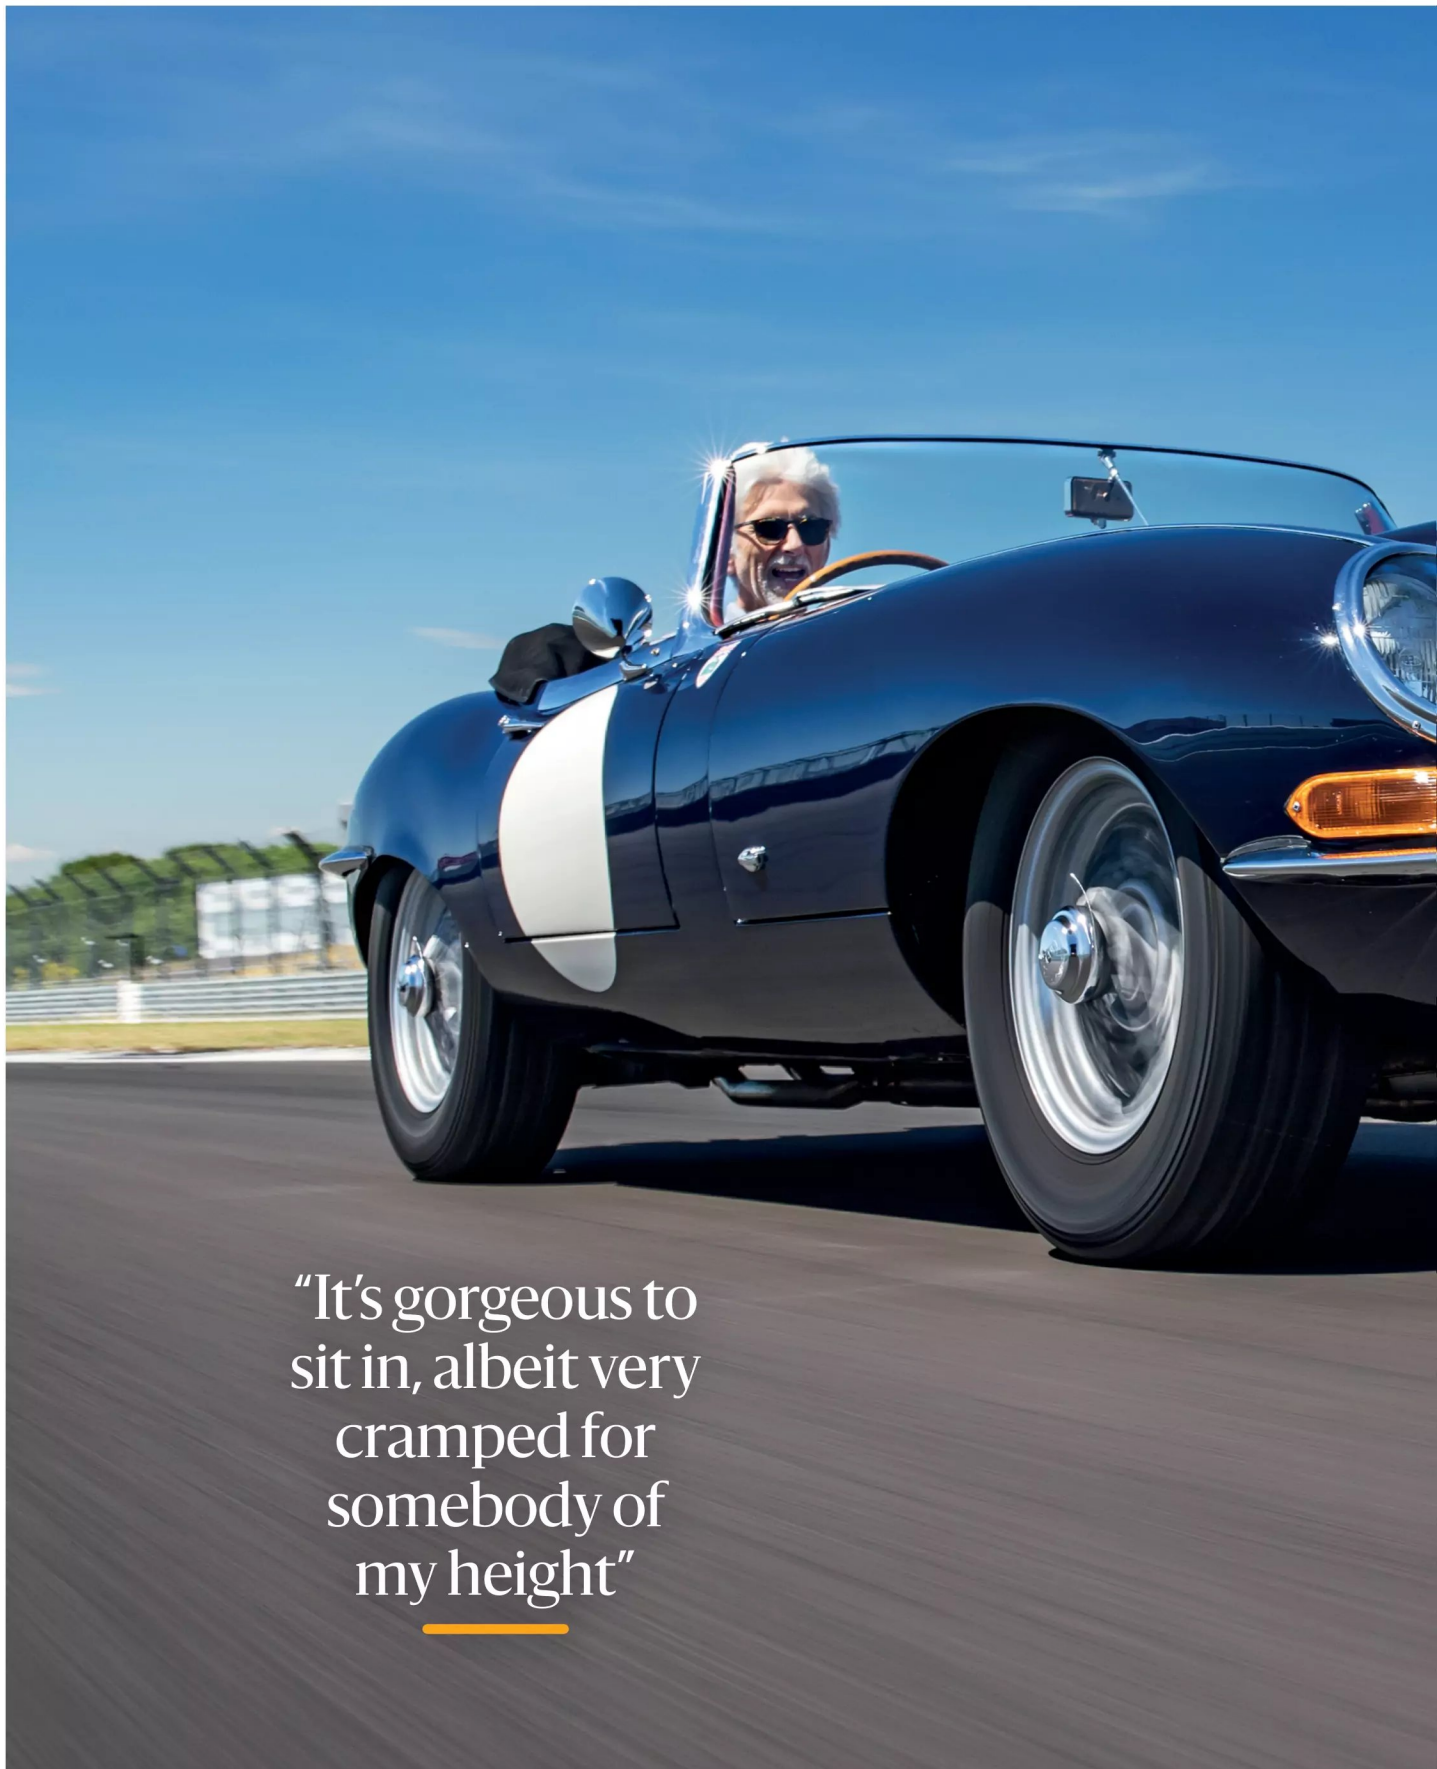 “It’s gorgeous to
sit in, albeit very
cramped for
somebody of
my height”